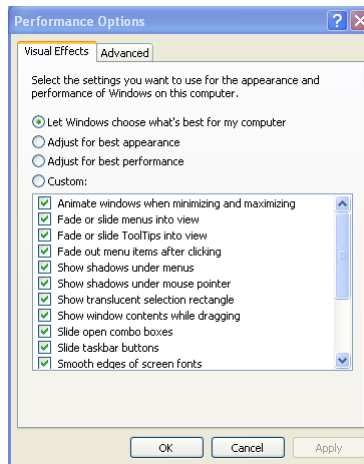 Performance Options
Visual Effects Advanced
Select the settings you want to use for the appearance and
performance of Windows on this computer.
Let Windows choose what's best for my computer
Adjust for best appearance
Adjust for best performance
Custom:
Animate windows when minimizing and maximizing
Fade or slide menus into view
Fade or slide ToolTips into view
Fade out menu items after clicking
Show shadows under menus
Show shadows under mouse pointer
Show translucent selection rectangle
Show window contents while dragging
Slide open combo boxes
Slide taskbar buttons
Smooth edges of screen fonts
OK Cancel Apply